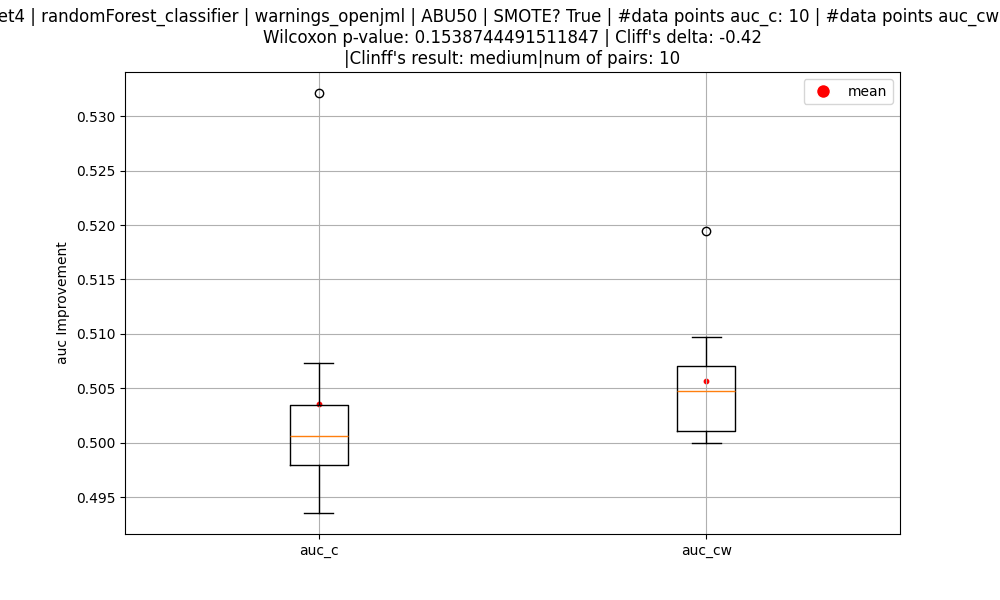 et4 | randomForest_classifier | warnings_openjml | ABU50 | SMOTE? True | #data points auc_c: 10 | #data points auc_cw
Wilcoxon p-value: 0.1538744491511847 | Cliff's delta: -0.42
|Clinff's result: medium|num of pairs: 10
mean
0.530
0.525
0.520
0.515
0.510
0.505
0.500
0.495
auc Improvement
auc_c
auc_cw